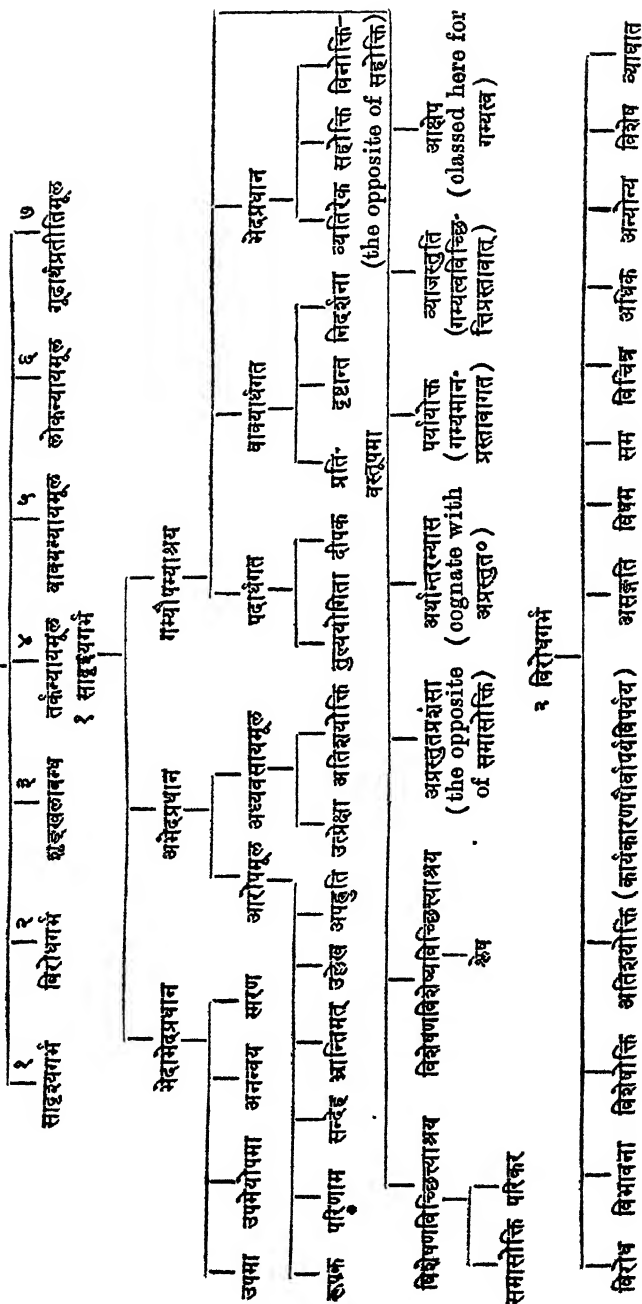 १ २ ३ ४ ५ ६ ७
सादृश्यगर्भ विरोधगर्भ शृङ्खलाबन्ध तर्कन्यायमूल वाक्यन्यायमूल लोकन्यायमूल गूढार्थप्रतीतिमूल
१ सादृश्यगर्भ
भेदाभेदप्रधान अभेदप्रधान गम्यौपम्याश्रय
उपमा उपमेयोपमा अनन्वय स्मरण आरोपमूल अध्यवसायमूल पदार्थगत वाक्यार्थगत भेदप्रधान
रूपक परिणाम सन्देह भ्रान्तिमत् उल्लेख अपह्नुति उत्प्रेक्षा अतिशयोक्ति तुल्ययोगिता दीपक प्रति- दृष्टान्त निदर्शना व्यतिरेक सहोक्ति विनोक्ति-
वस्तूपमा (the opposite of सहोक्ति)
विशेषणविच्छित्त्याश्रय विशेषणविशेष्यविच्छित्त्याश्रय अप्रस्तुतप्रशंसा अर्थान्तरन्यास पर्यायोक्त व्याजस्तुति आक्षेप
(the opposite (cognate with (गम्यमान- (गम्यत्वविच्छि- (classed here for
समासोक्ति परिकर श्लेष of समासोक्ति) अप्रस्तुत०) प्रस्तावागत) त्तिप्रस्तावात्) गम्यत्व)
२ विरोधगर्भ
विरोध विभावना विशेषोक्ति अतिशयोक्ति (कार्यकारणपौर्वापर्यविपर्यय) असङ्गति विषम सम विचित्र अधिक अन्योन्य विशेष व्याघात